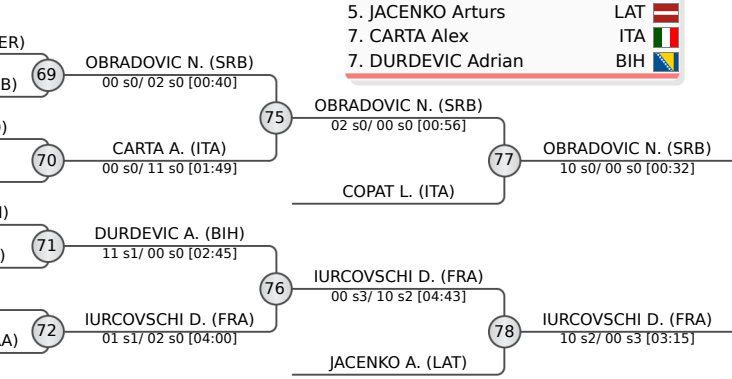 5. JACENKO Arturs LAT
7. CARTA Alex ITA
7. DURDEVIC Adrian BIH
ER)
69
B)
OBRADOVIC N. (SRB)
00 s0/ 02 s0 [00:40]
75
OBRADOVIC N. (SRB)
02 s0/ 00 s0 [00:56]
)
70
CARTA A. (ITA)
00 s0/ 11 s0 [01:49]
77
OBRADOVIC N. (SRB)
10 s0/ 00 s0 [00:32]
COPAT L. (ITA)
71
)
DURDEVIC A. (BIH)
11 s1/ 00 s0 [02:45]
76
IURCOVSCHI D. (FRA)
00 s3/ 10 s2 [04:43]
72
A)
IURCOVSCHI D. (FRA)
01 s1/ 02 s0 [04:00]
78
IURCOVSCHI D. (FRA)
10 s2/ 00 s3 [03:15]
JACENKO A. (LAT)